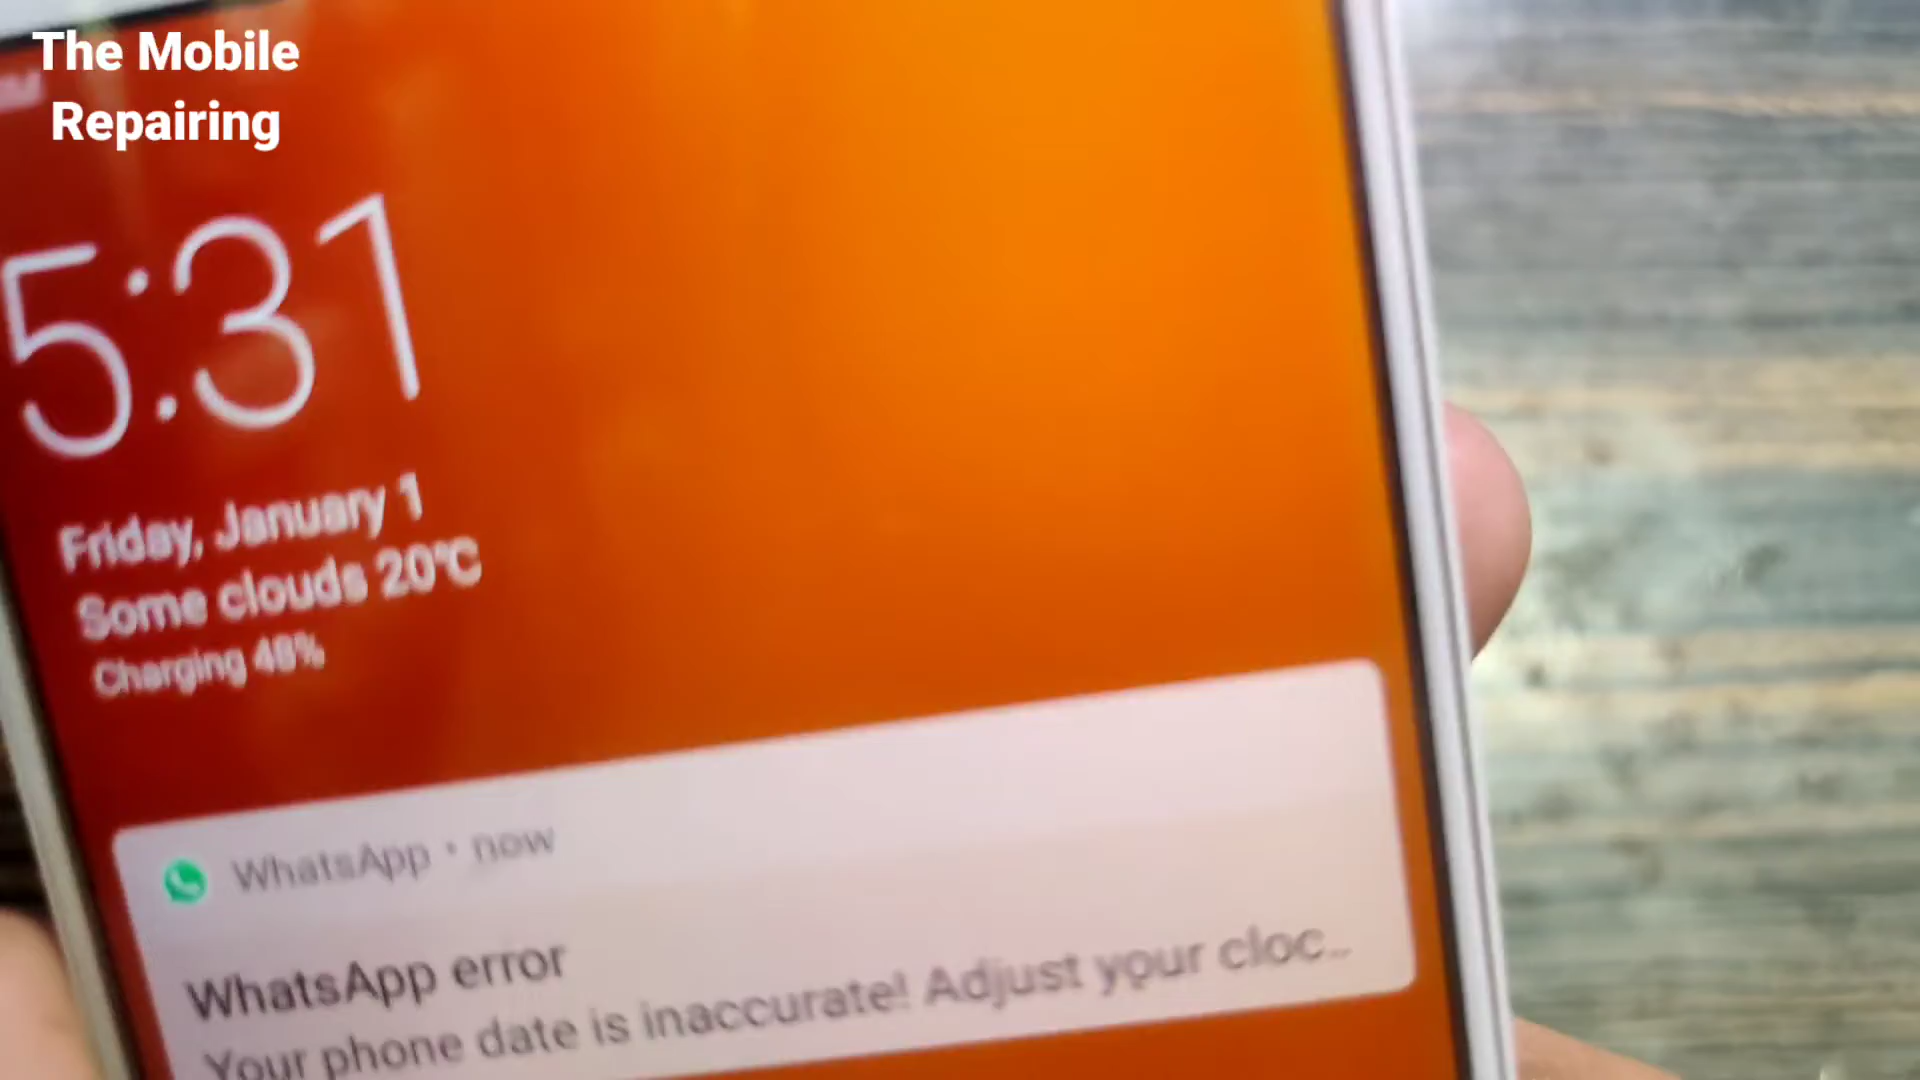 The Mobile
Repairing
5:31
Friday, January 1
Some clouds 20°C
Charging 48%
WhatsApp • now
WhatsApp error
Your phone date is inaccurate! Adjust your cloc..